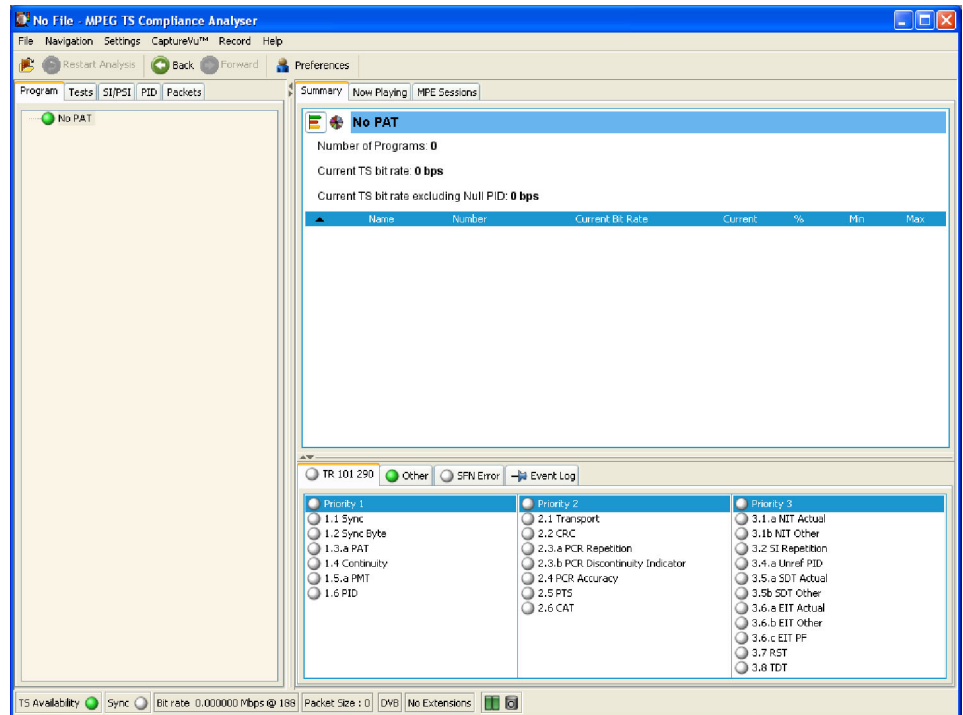 No File - MPEG TS Compliance Analyser
File Navigation Settings CaptureVu™ Record Help
Restart Analysis Back Forward Preferences
Program Tests SI/PSI PID Packets
No PAT
Summary Now Playing MPE Sessions
No PAT
Number of Programs: 0
Current TS bit rate: 0 bps
Current TS bit rate excluding Null PID: 0 bps
Name Number Current Bit Rate Current % Min Max
TR 101 290 Other SFN Error Event Log
Priority 1
1.1 Sync
1.2 Sync Byte
1.3.a PAT
1.4 Continuity
1.5.a PMT
1.6 PID
Priority 2
2.1 Transport
2.2 CRC
2.3.a PCR Repetition
2.3.b PCR Discontinuity Indicator
2.4 PCR Accuracy
2.5 PTS
2.6 CAT
Priority 3
3.1.a NIT Actual
3.1b NIT Other
3.2 SI Repetition
3.4.a Unref PID
3.5.a SDT Actual
3.5b SDT Other
3.6.a EIT Actual
3.6.b EIT Other
3.6.c EIT PF
3.7 RST
3.8 TDT
TS Availability Sync Bit rate 0.000000 Mbps @ 188 Packet Size : 0 DVB No Extensions